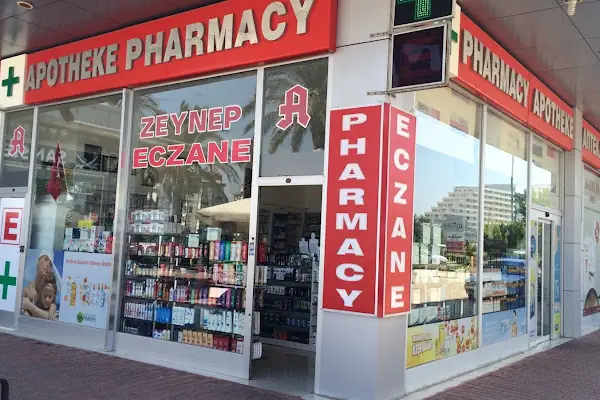 APOTHEKE PHARMACY
A
ZEYNEP
ECZANE
A
A
E
PHARMACY
ECZANE
PHARMACY APOTHEKE